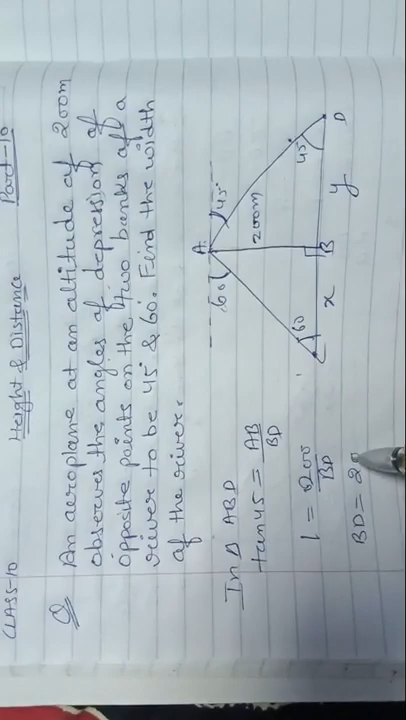 CLASS-10 Height & Distance Part-10
Q An aeroplane at an altitude of 200m
observes the angles of depression of
opposite points on the two banks of a
river to be 45° & 60°. Find the width
of the river.
A
60 45°
200m
60 45
C x B y D
In Δ ABD
tan45 = AB/BD
1 = 200/BD
BD = 20